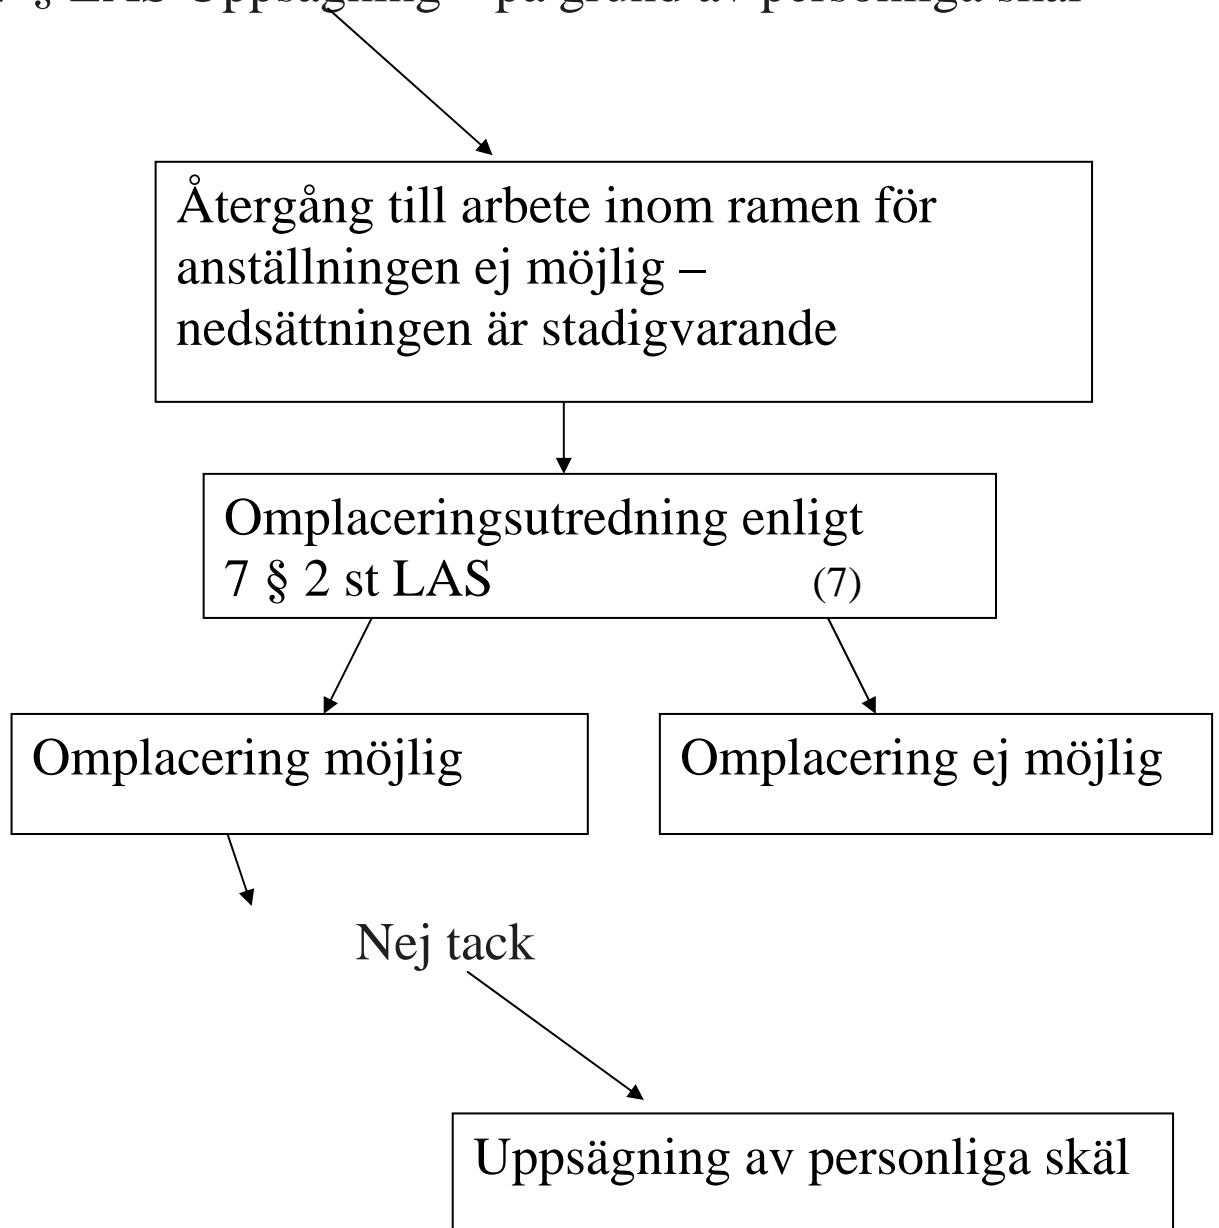 § LAS Uppsägning – på grund av personliga skäl
Återgång till arbete inom ramen för
anställningen ej möjlig –
nedsättningen är stadigvarande
Omplaceringsutredning enligt
7 § 2 st LAS (7)
Omplacering möjlig
Omplacering ej möjlig
Nej tack
Uppsägning av personliga skäl